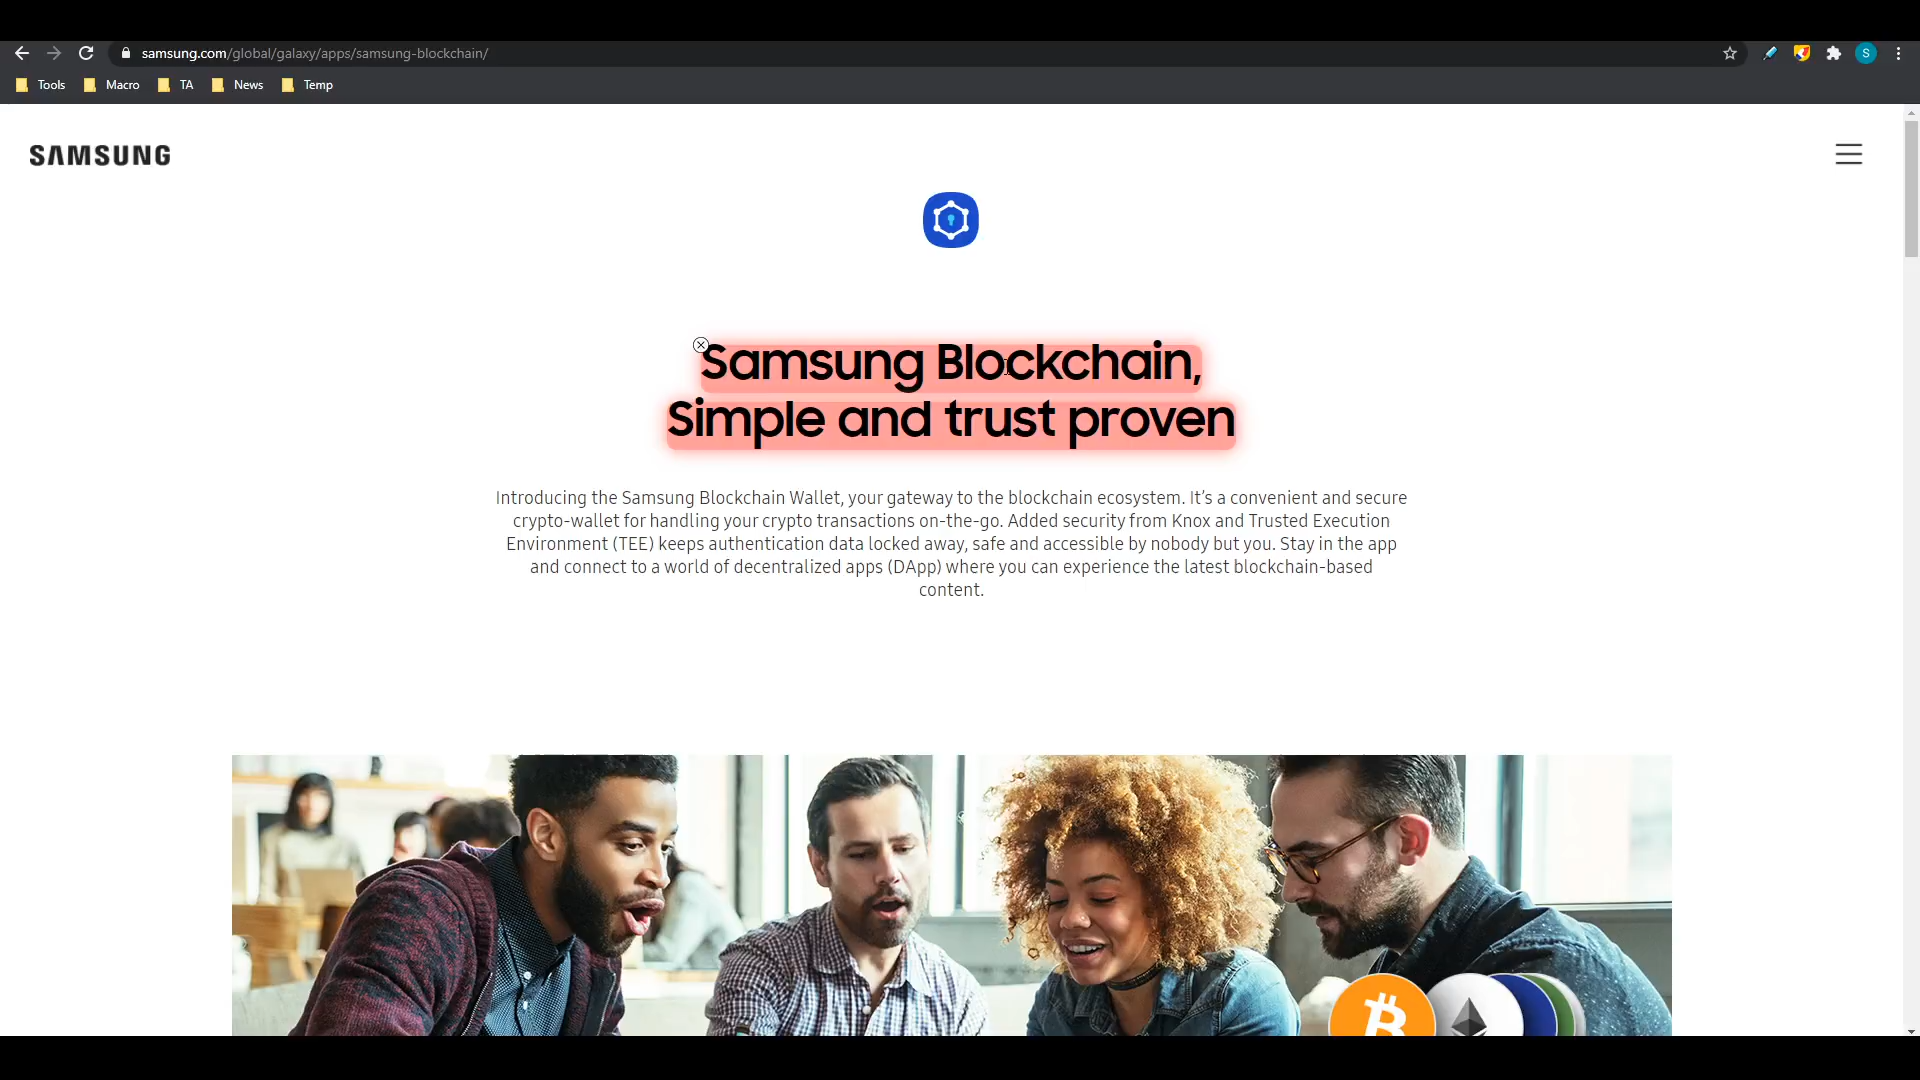 samsung.com/global/galaxy/apps/samsung-blockchain/
S
Tools Macro TA News Temp
SAMSUNG
Samsung Blockchain,
Simple and trust proven
Introducing the Samsung Blockchain Wallet, your gateway to the blockchain ecosystem. It’s a convenient and secure
crypto-wallet for handling your crypto transactions on-the-go. Added security from Knox and Trusted Execution
Environment (TEE) keeps authentication data locked away, safe and accessible by nobody but you. Stay in the app
and connect to a world of decentralized apps (DApp) where you can experience the latest blockchain-based
content.